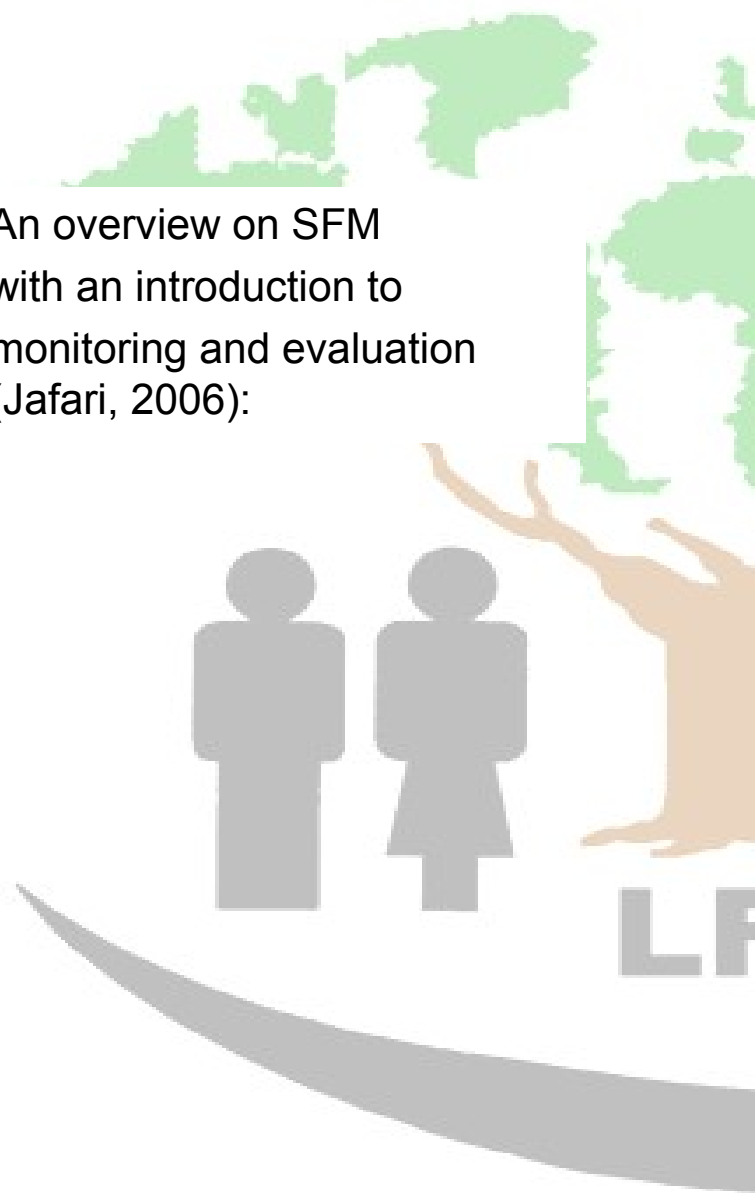 An overview on SFM
with an introduction to
monitoring and evaluation
(Jafari, 2006):